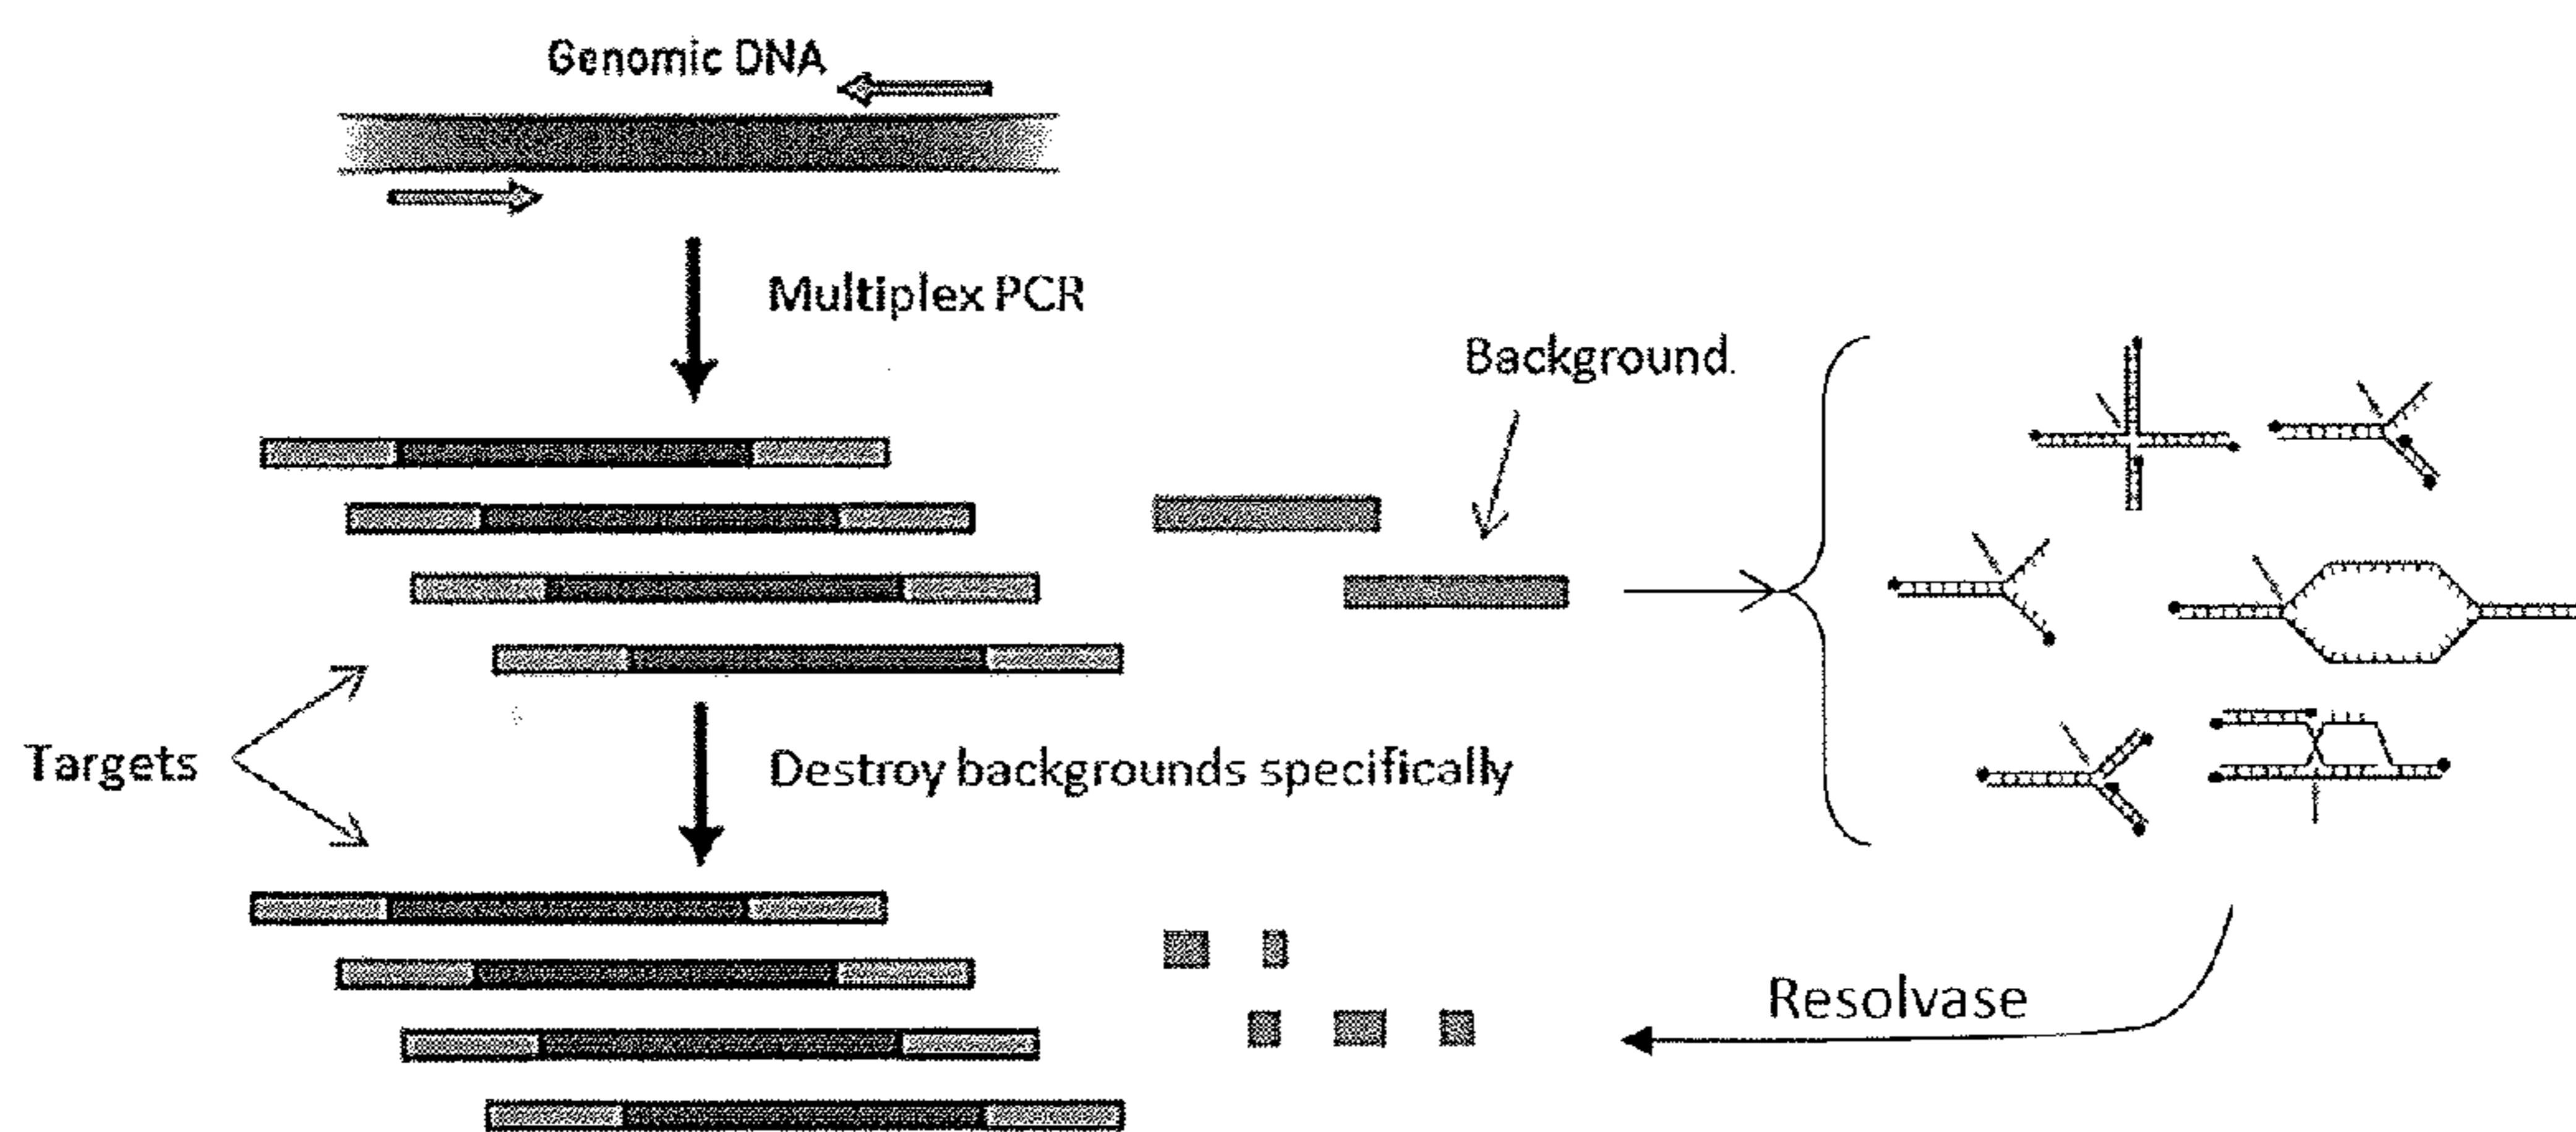 Genomic DNA
Multiplex PCR
Background.
Targets
Destroy backgrounds specifically
Resolvase